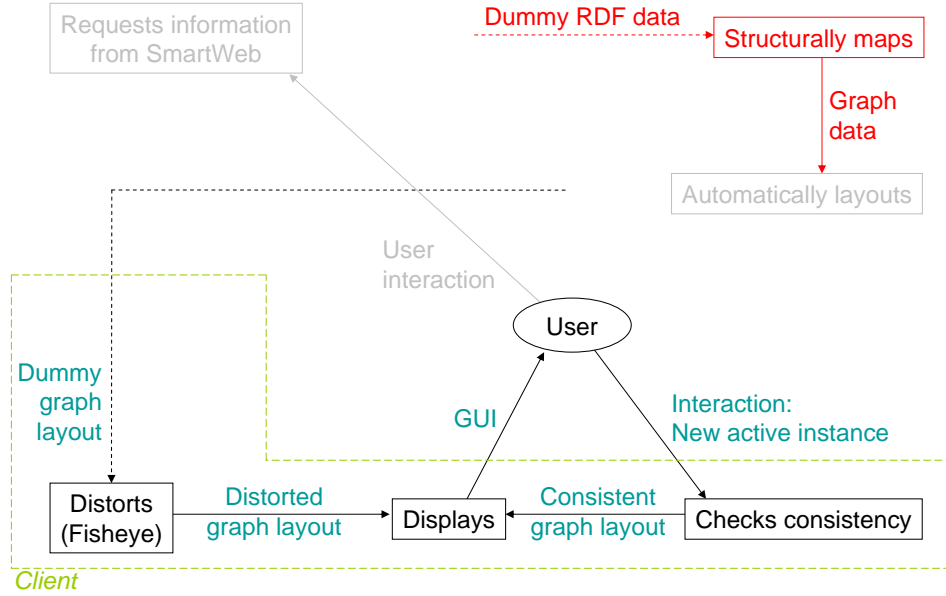 Requests information
from SmartWeb
Dummy RDF data
Structurally maps
Graph
data
Automatically layouts
User
interaction
User
Dummy
graph
layout
GUI
Interaction:
New active instance
Distorts
(Fisheye)
Distorted
graph layout
Displays
Consistent
graph layout
Checks consistency
Client